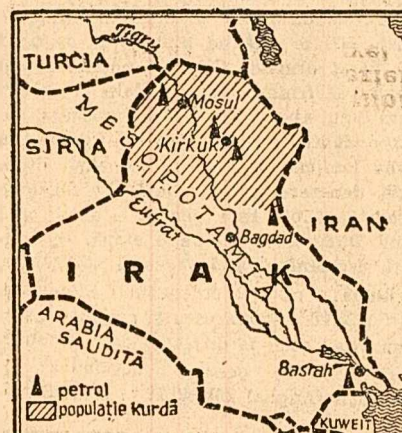 Tigru
TURCIA
Mosul
MESOPOTAMIA
Kirkuk
SIRIA
Eufrat
IRAN
Bagdad
IRAK
ARABIA
SAUDITĂ
Basrah
petrol
populație kurdă
KUWEIT